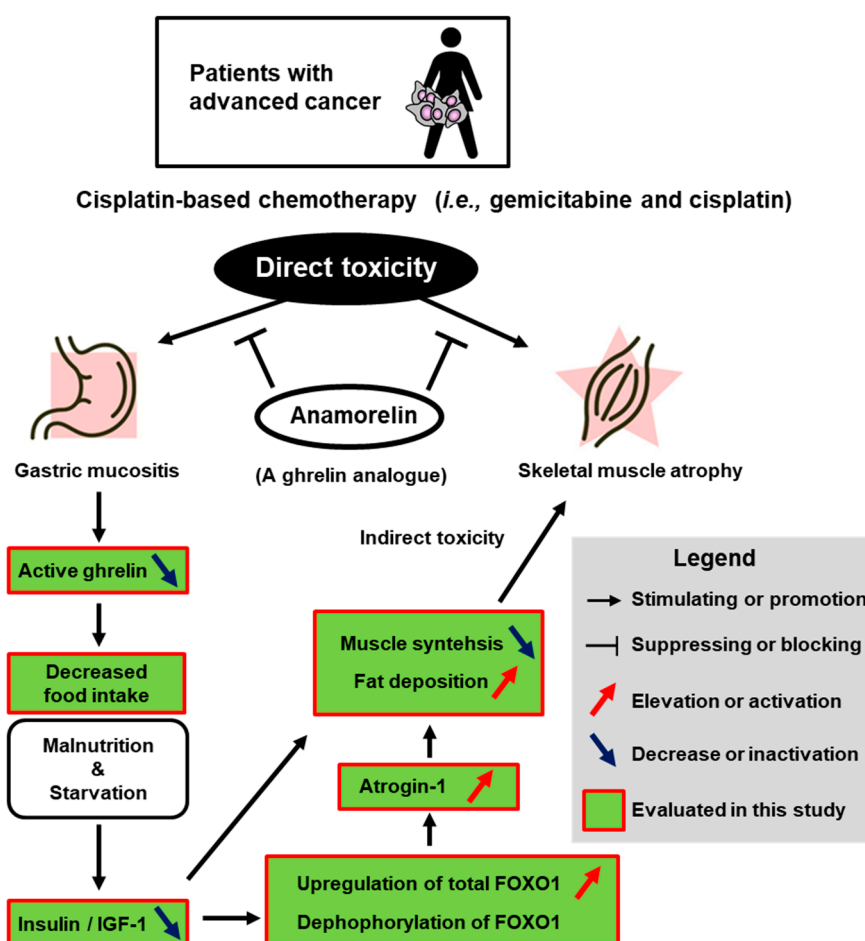 Patients with
advanced cancer
Cisplatin-based chemotherapy (i.e., gemicitabine and cisplatin)
Direct toxicity
Anamorelin
(A ghrelin analogue)
Gastric mucositis
Skeletal muscle atrophy
Indirect toxicity
Active ghrelin
Decreased
food intake
Malnutrition
&
Starvation
Insulin / IGF-1
Muscle syntehsis
Fat deposition
Atrogin-1
Upregulation of total FOXO1
Dephophorylation of FOXO1
Legend
Stimulating or promotion
Suppressing or blocking
Elevation or activation
Decrease or inactivation
Evaluated in this study